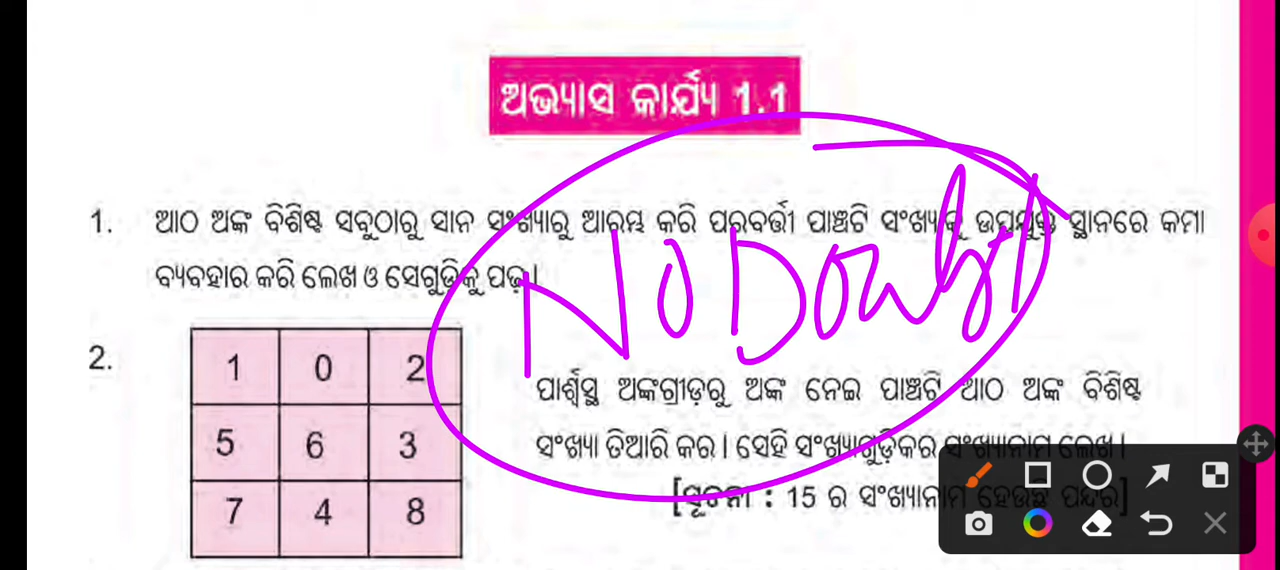 ଅଭ୍ୟାସ କାର୍ଯ୍ୟ 1.1
1. ଆଠ ଅଙ୍କ ବିଶିଷ୍ଟ ସବୁଠାରୁ ସାନ ସଂଖ୍ୟାରୁ ଆରମ୍ଭ କରି ପରବର୍ତ୍ତୀ ପାଞ୍ଚଟି ସଂଖ୍ୟାକୁ ଉପଯୁକ୍ତ ସ୍ଥାନରେ କମା
ବ୍ୟବହାର କରି ଲେଖ ଓ ସେଗୁଡ଼ିକୁ ପଢ଼ ।
No Doubt
2.
1 0 2
5 6 3
7 4 8
ପାର୍ଶ୍ୱସ୍ଥ ଅଙ୍କଗ୍ରୀଡ଼ରୁ ଅଙ୍କ ନେଇ ପାଞ୍ଚଟି ଆଠ ଅଙ୍କ ବିଶିଷ୍ଟ
ସଂଖ୍ୟା ତିଆରି କର । ସେହି ସଂଖ୍ୟାଗୁଡ଼ିକର ସଂଖ୍ୟାନାମ ଲେଖ ।
[ସୂଚନା : 15 ର ସଂଖ୍ୟାନାମ ହେଉଛି ପନ୍ଦର]